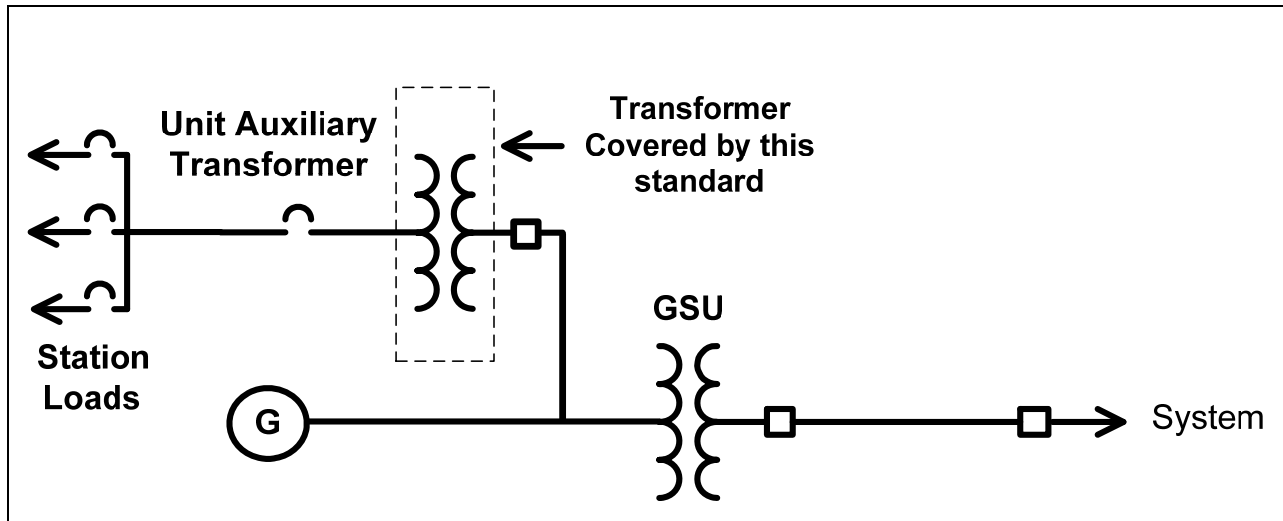 Unit Auxiliary
Transformer
Transformer
Covered by this
standard
Station
Loads
GSU
G
System